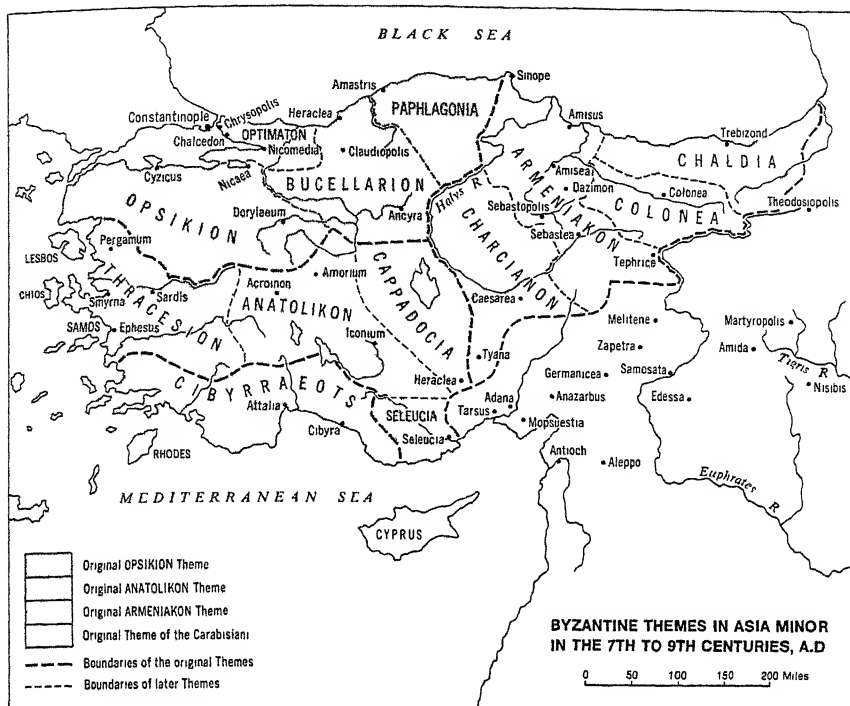 BLACK SEA
Sinope
Amastris
PAPHLAGONIA
Heraclea
Constantinople
Chrysopolis
OPTIMATON
Chalcedon
Nicomedia
Claudiopolis
Amisus
Trebizond
CHALDIA
Cyzicus
Nicaea
BUCELLARION
Halys R
ARMENIAKON
Amisea
Dazimon
Colonea
COLONEA
Theodosiopolis
OPSIKION
Dorylaeum
Ancyra
Sebastopolis
Sebastea
CHARCIANON
Tephrice
Pergamum
LESBOS
Acroinon
Amorium
CAPPADOCIA
CHIOS
Smyrna
Sardis
THRACESION
ANATOLIKON
Caesarea
Melitene
Martyropolis
SAMOS
Ephestus
Iconium
Tyana
Zapetra
Amida
Tigris R
Nisibis
CIBYRRAEOTS
Heraclea
Germanicea
Samosata
Attalia
SELEUCIA
Adana
Tarsus
Anazarbus
Edessa
Cibyra
Seleucia
Mopsuestia
RHODES
Antioch
Aleppo
Euphrates R
MEDITERRANEAN SEA
CYPRUS
Original OPSIKION Theme
Original ANATOLIKON Theme
Original ARMENIAKON Theme
Original Theme of the Carabisiani
Boundaries of the original Themes
Boundaries of later Themes
BYZANTINE THEMES IN ASIA MINOR
IN THE 7TH TO 9TH CENTURIES, A.D
0 50 100 150 200 Miles